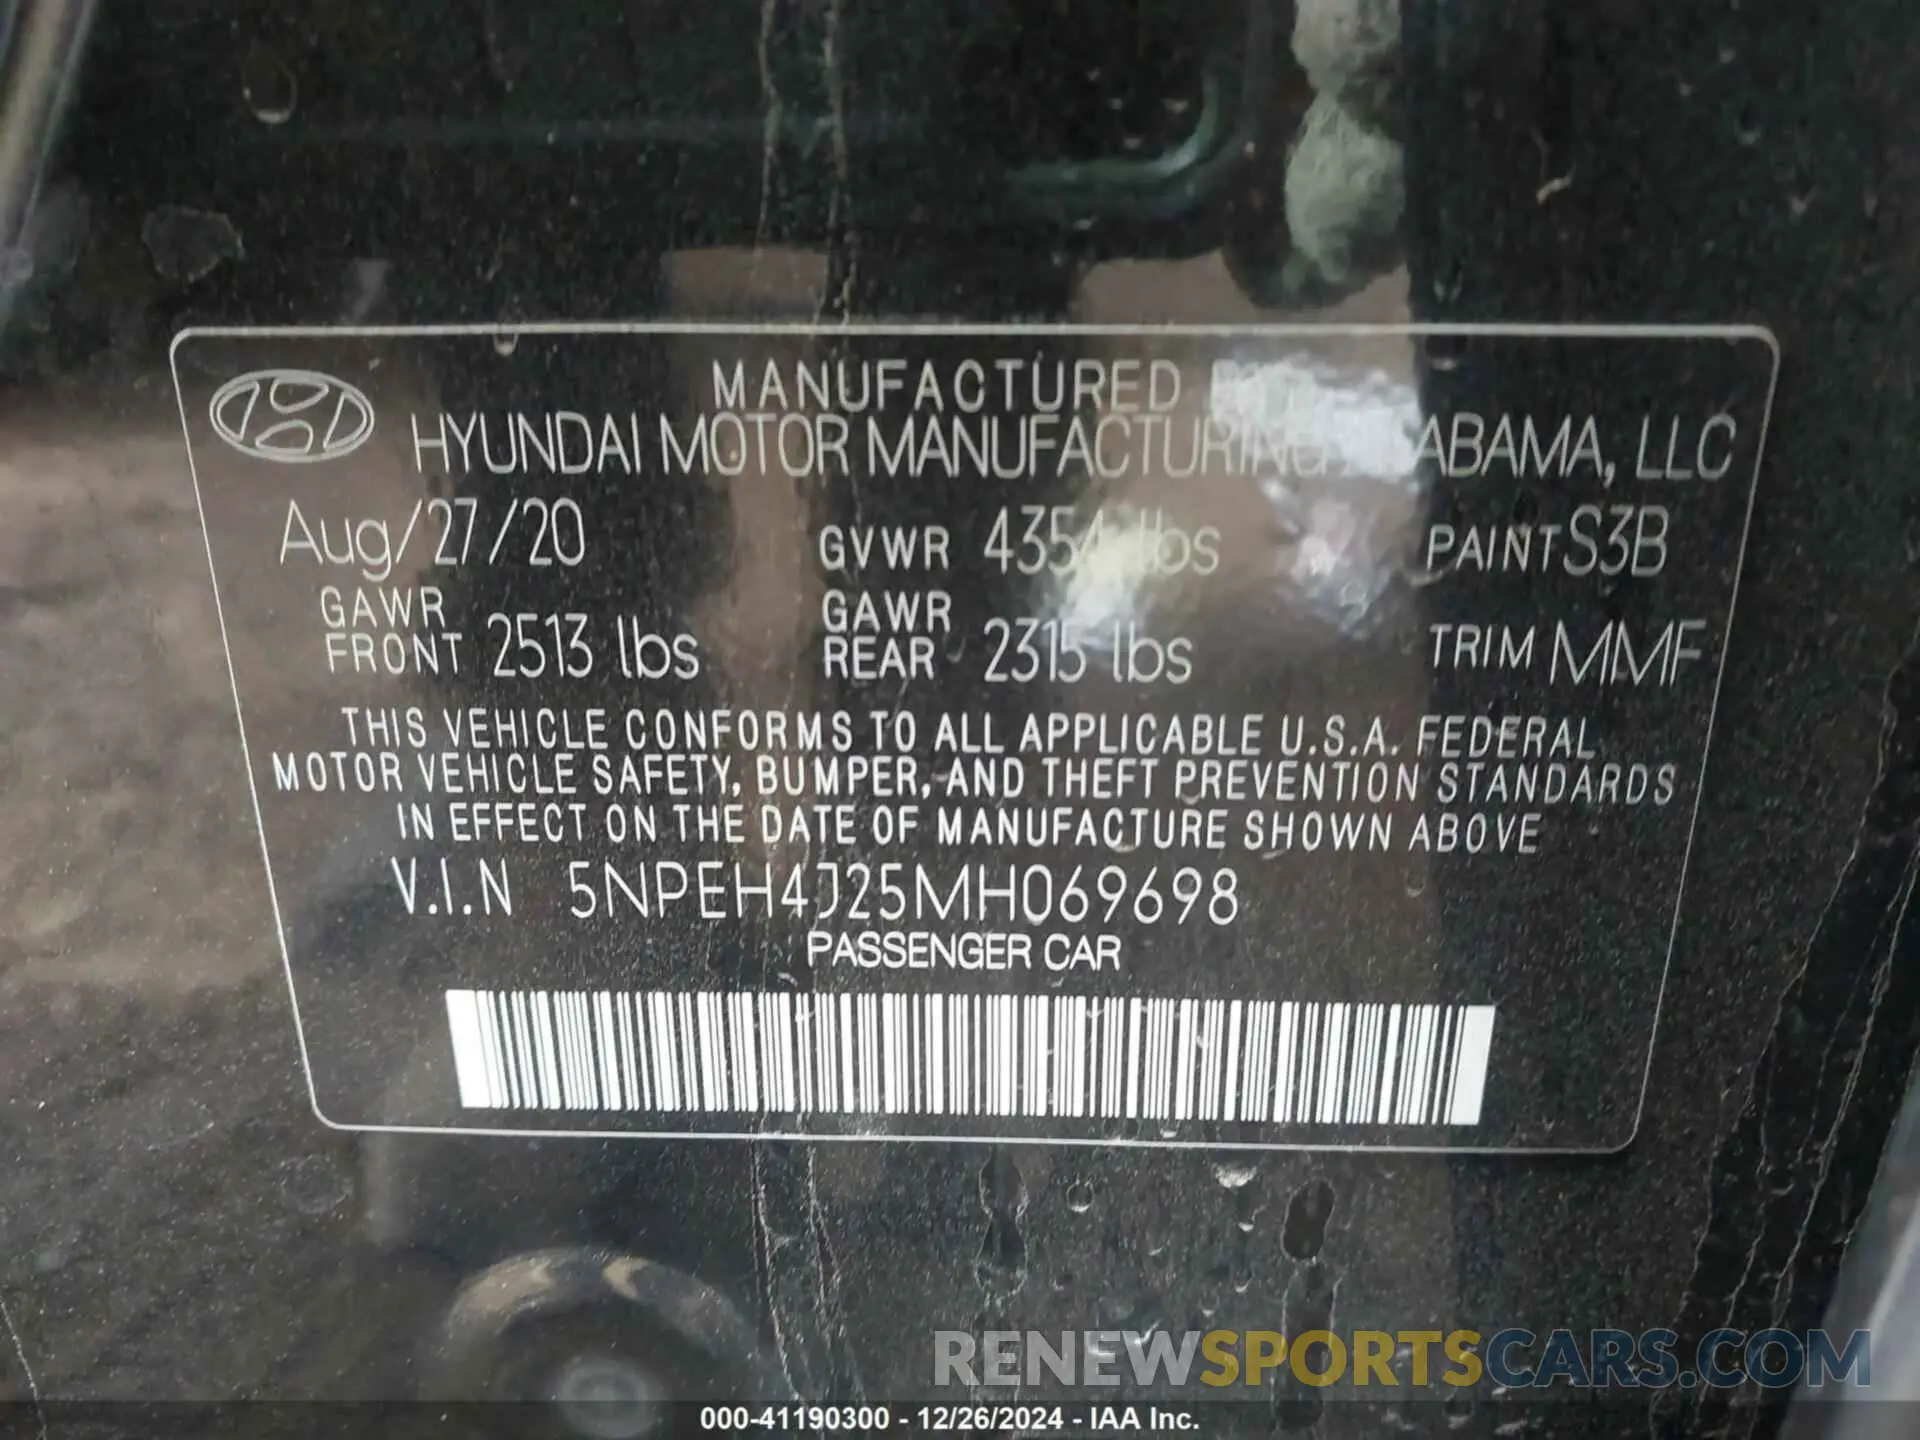 MANUFACTURED
HYUNDAI MOTOR MANUFACTURING ALABAMA, LLC
Aug/27/20 GVWR 4354 lbs PAINT S3B
GAWR FRONT 2513 lbs GAWR REAR 2315 lbs TRIM MMF
THIS VEHICLE CONFORMS TO ALL APPLICABLE U.S.A. FEDERAL
MOTOR VEHICLE SAFETY, BUMPER, AND THEFT PREVENTION STANDARDS
IN EFFECT ON THE DATE OF MANUFACTURE SHOWN ABOVE
V.I.N 5NPEH4J25MH069698
PASSENGER CAR
RENEWSPORTSCARS.COM
000-41190300 - 12/26/2024 - IAA Inc.